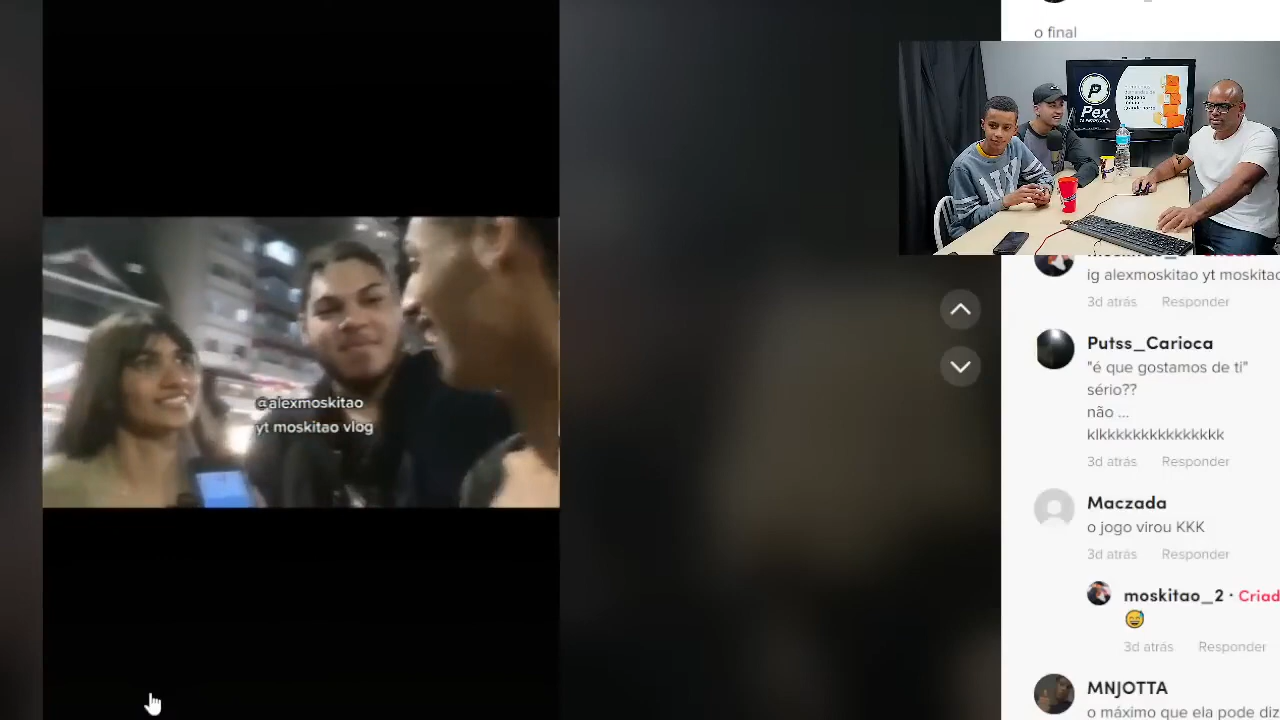 o final
Pex
@alexmoskitao
yt moskitao vlog
ig alexmoskitao yt moskita
3d atrás Responder
Putss_Carioca
"é que gostamos de ti"
sério??
não ...
klkkkkkkkkkkkkkkk
3d atrás Responder
Maczada
o jogo virou KKK
3d atrás Responder
moskitao_2 · Criad
3d atrás Responder
MNJOTTA
o máximo que ela pode diz